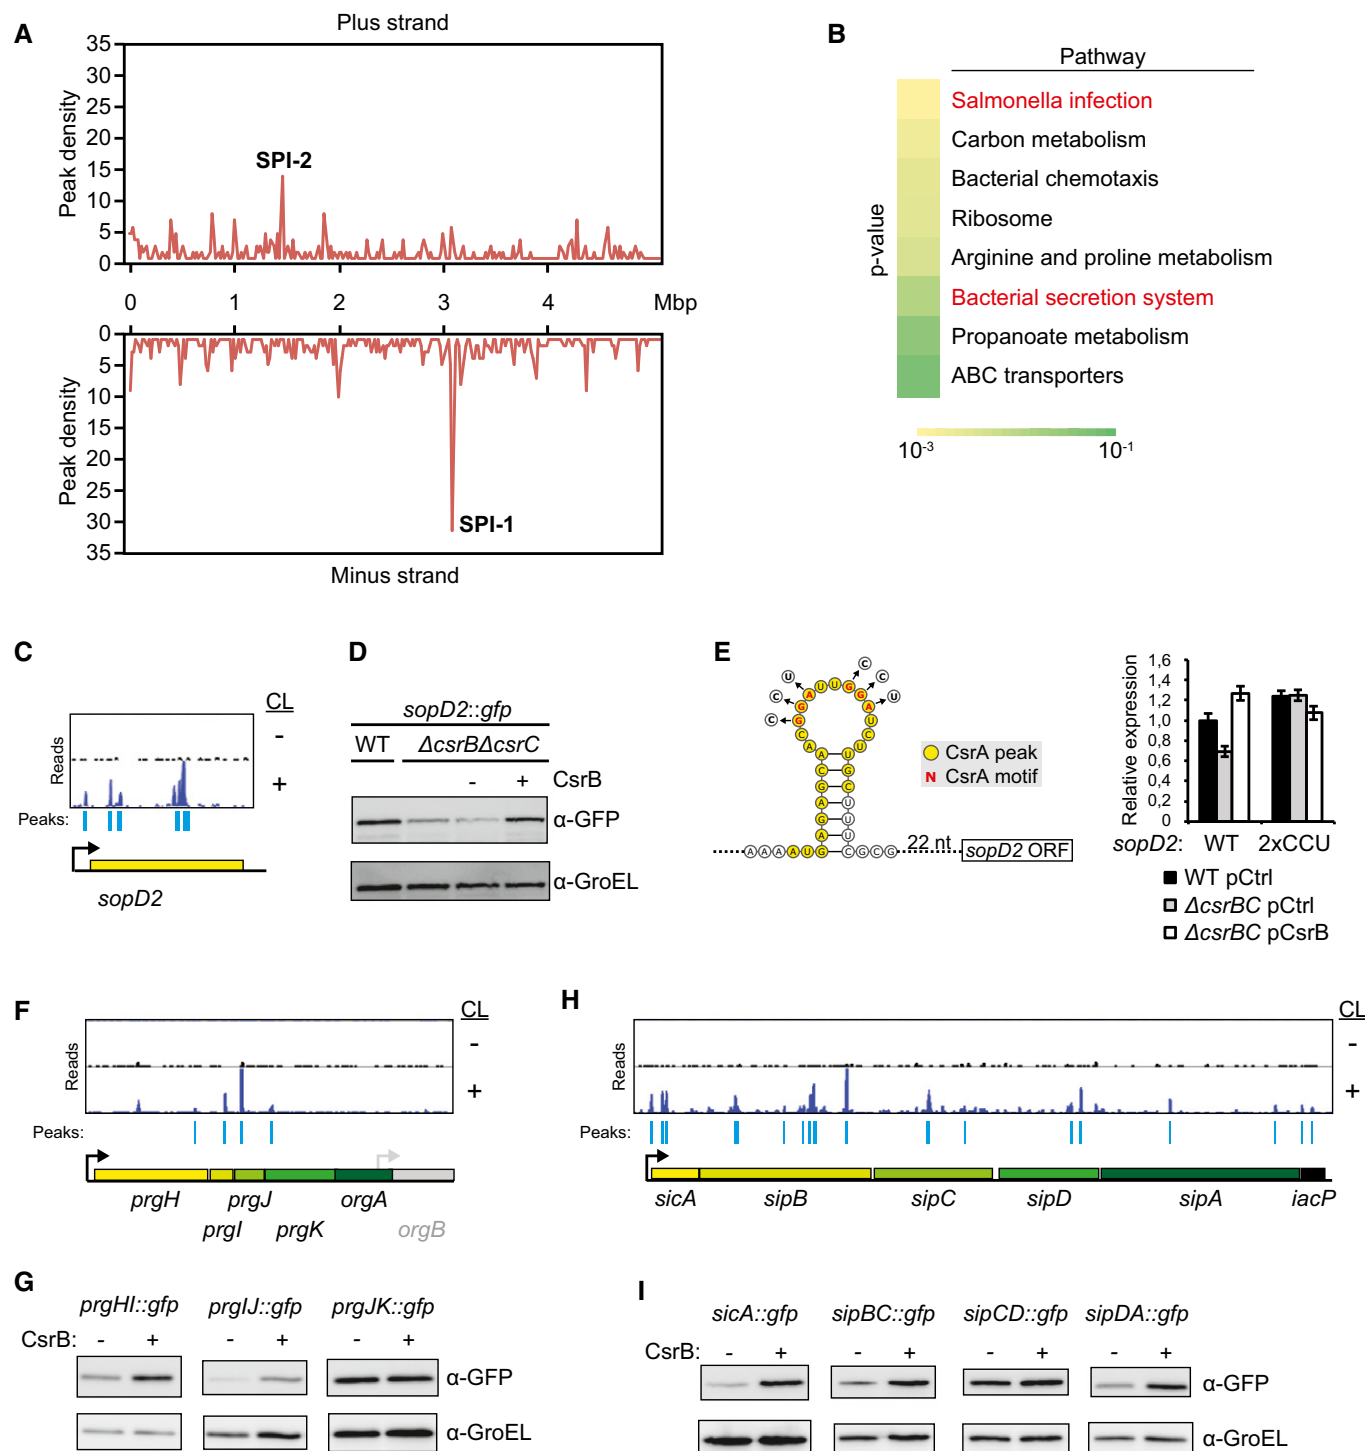 A
Plus strand
Peak density
35
30
25
20
15
10
5
0
SPI-2
0 1 2 3 4 Mbp
Peak density
0
5
10
15
20
25
30
35
SPI-1
Minus strand
B
Pathway
p-value
Salmonella infection
Carbon metabolism
Bacterial chemotaxis
Ribosome
Arginine and proline metabolism
Bacterial secretion system
Propanoate metabolism
ABC transporters
10-3 10-1
C
CL
Reads
-
+
Peaks:
sopD2
D
sopD2::gfp
WT ΔcsrBΔcsrC
- + CsrB
α-GFP
α-GroEL
E
C C U C C U
G G A U U G G A U C U U G C U U U C G C G
C A A C G A G A G U A A A A
CsrA peak
N CsrA motif
22 nt
sopD2 ORF
Relative expression
1,6
1,4
1,2
1,0
0,8
0,6
0,4
0,2
0
sopD2: WT 2xCCU
WT pCtrl
ΔcsrBC pCtrl
ΔcsrBC pCsrB
F
CL
Reads
-
+
Peaks:
prgH prgJ orgA
prgI prgK orgB
G
prgHI::gfp prgIJ::gfp prgJK::gfp
CsrB: - + - + - +
α-GFP
α-GroEL
H
CL
Reads
-
+
Peaks:
sicA sipB sipC sipD sipA iacP
I
sicA::gfp sipBC::gfp sipCD::gfp sipDA::gfp
CsrB: - + - + - + - +
α-GFP
α-GroEL